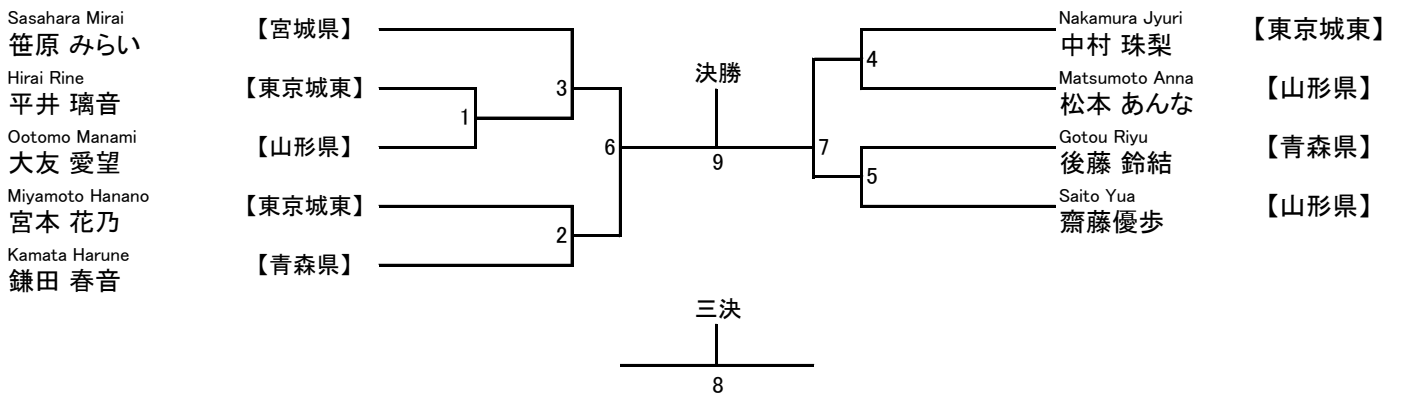 Sasahara Mirai
笹原 みらい
【宮城県】
Hirai Rine
平井 璃音
【東京城東】
Ootomo Manami
大友 愛望
【山形県】
Miyamoto Hanano
宮本 花乃
【東京城東】
Kamata Harune
鎌田 春音
【青森県】
1
3
2
6
決勝
9
7
4
5
Nakamura Jyuri
中村 珠梨
【東京城東】
Matsumoto Anna
松本 あんな
【山形県】
Gotou Riyu
後藤 鈴結
【青森県】
Saito Yua
齋藤優歩
【山形県】
三決
8